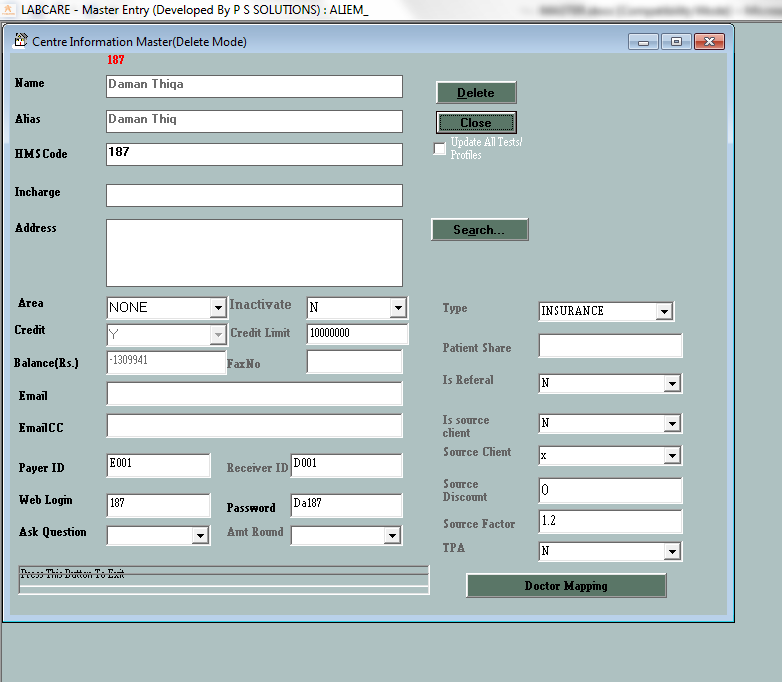 LABCARE - Master Entry (Developed By P S SOLUTIONS) : ALIEM_
Centre Information Master(Delete Mode)
187
Name Daman Thiqa
Delete
Alias Daman Thiq
Close
HMSCode 187
Update All Tests/
Profiles
Incharge
Address
Search...
Area NONE Inactivate N
Type INSURANCE
Credit Y Credit Limit 10000000
Patient Share
Balance(Rs.) -1309941 FaxNo
Is Referal N
Email
EmailCC
Is source
client N
Source Client x
Payer ID E001 Receiver ID D001
Source
Discount 0
Web Login 187 Password Da187
Source Factor 1.2
Ask Question Amt Round
TPA N
Press This Button To Exit
Doctor Mapping